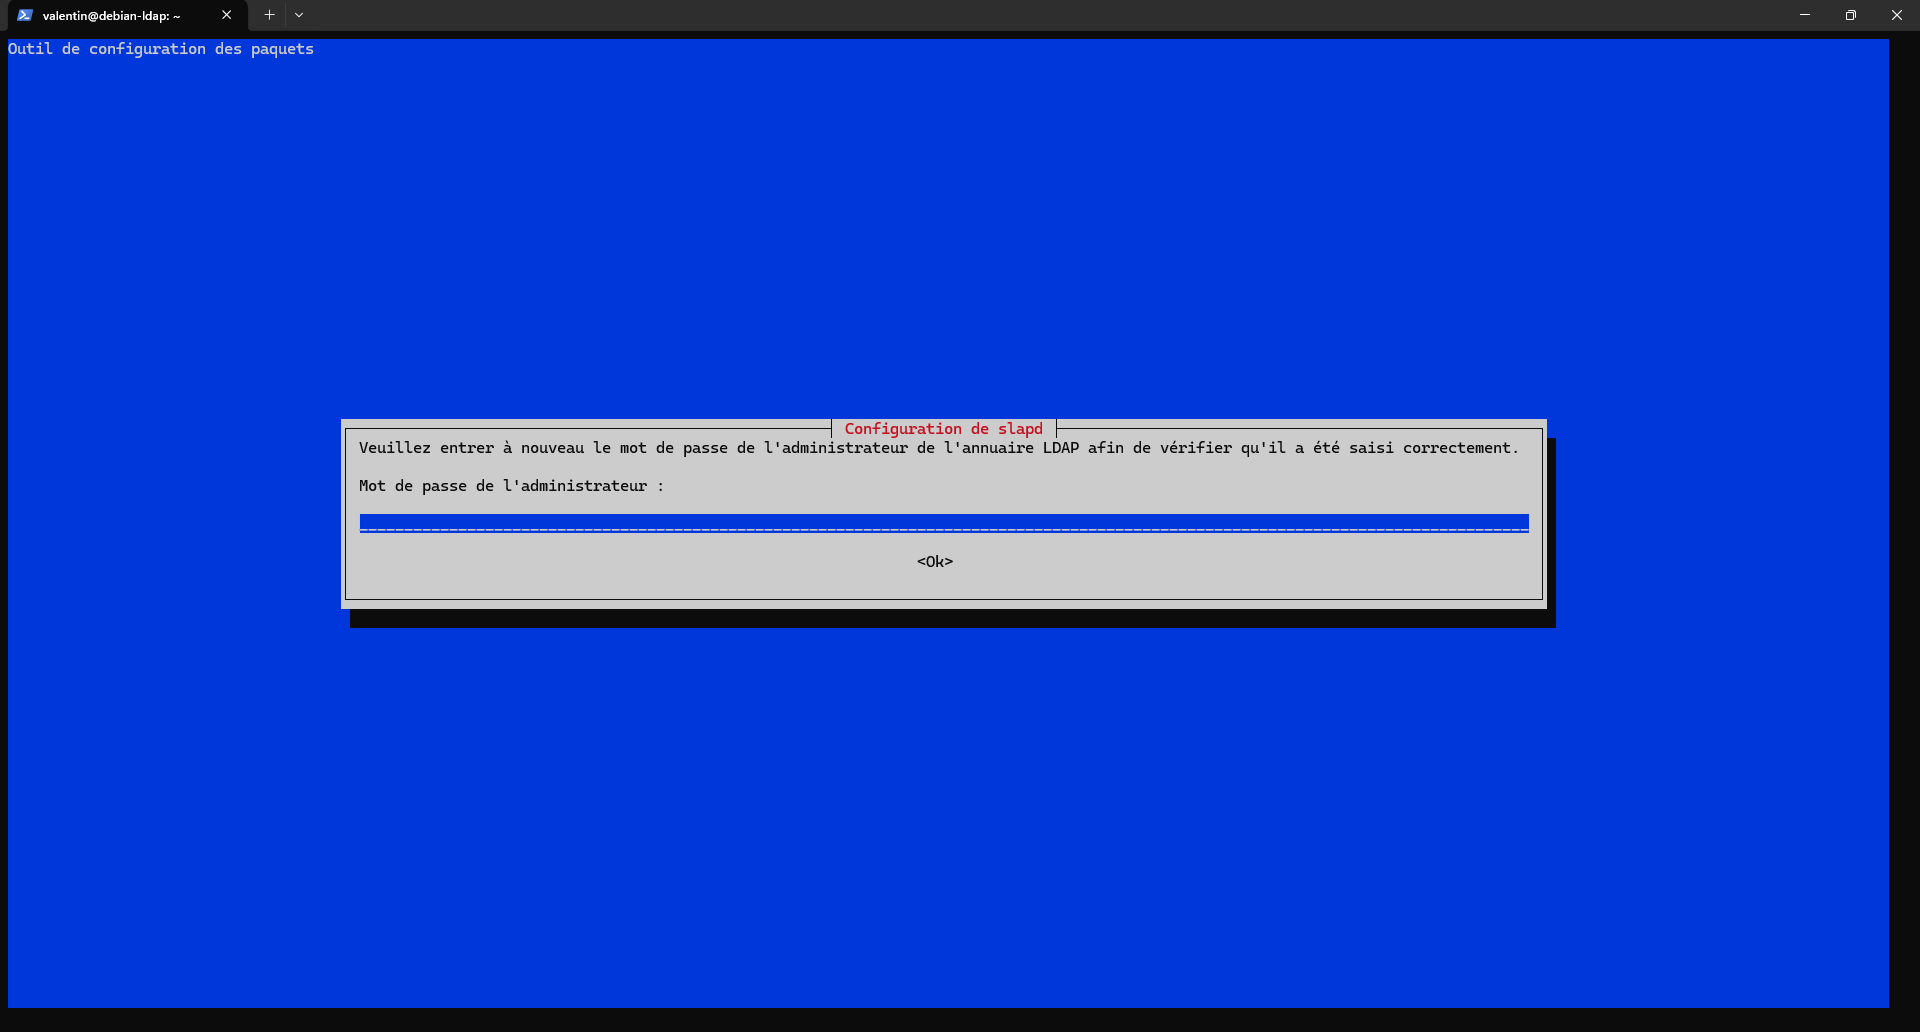 valentin@debian-ldap: ~
Outil de configuration des paquets
Configuration de slapd
Veuillez entrer à nouveau le mot de passe de l'administrateur de l'annuaire LDAP afin de vérifier qu'il a été saisi correctement.
Mot de passe de l'administrateur :
<Ok>